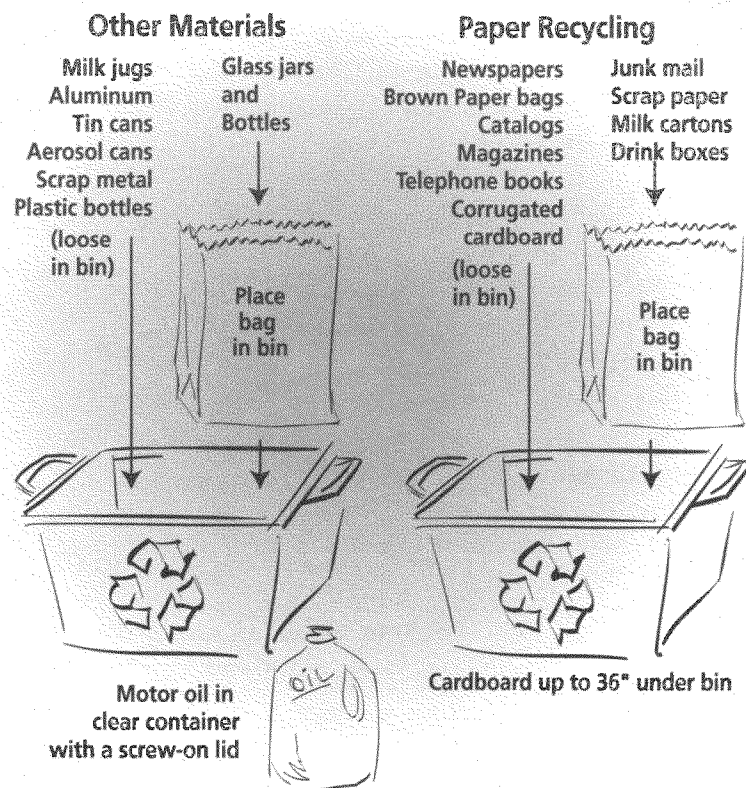 Other Materials
Milk jugs
Aluminum
Tin cans
Aerosol cans
Scrap metal
Plastic bottles
(loose
in bin)
Glass jars
and
Bottles
Place
bag
in bin
Motor oil in
clear container
with a screw-on lid
OIL
Paper Recycling
Newspapers
Brown Paper bags
Catalogs
Magazines
Telephone books
Corrugated
cardboard
(loose
in bin)
Junk mail
Scrap paper
Milk cartons
Drink boxes
Place
bag
in bin
Cardboard up to 36" under bin